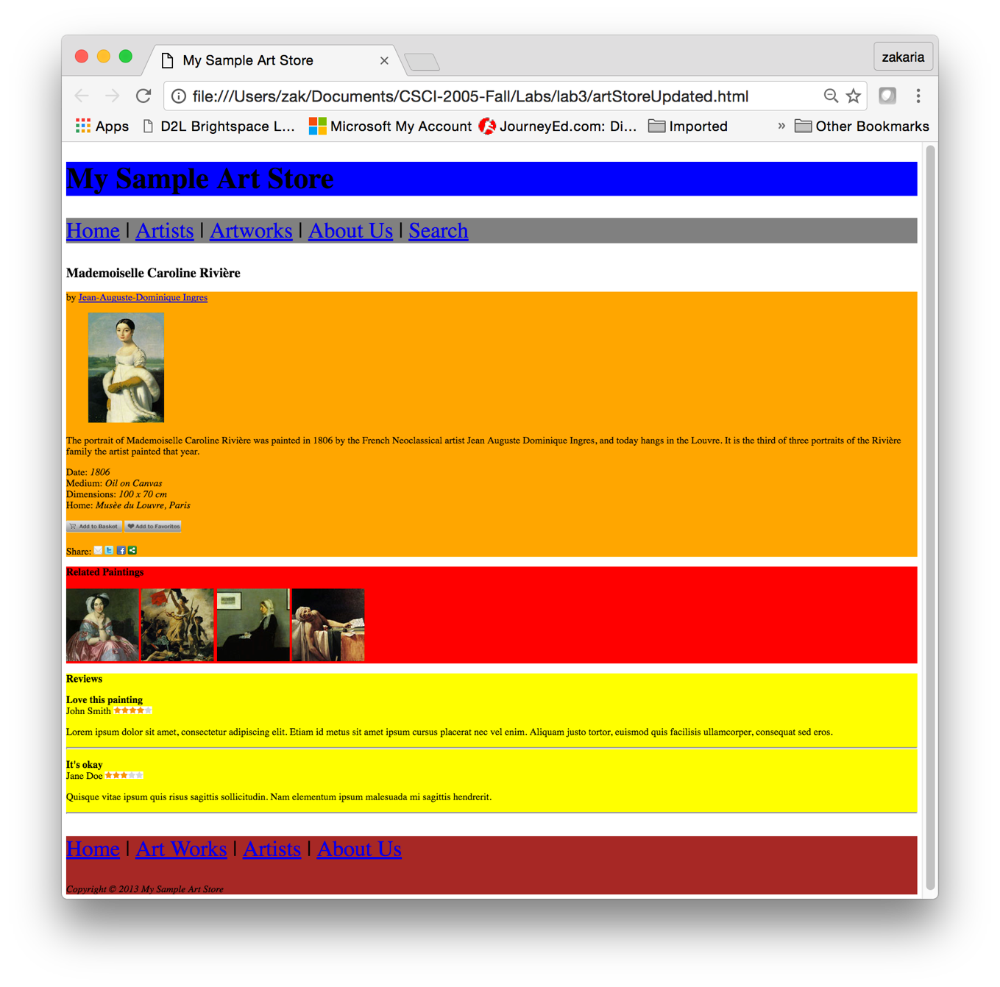 My Sample Art Store
zakaria
file:///Users/zak/Documents/CSCI-2005-Fall/Labs/lab3/artStoreUpdated.html
Apps D2L Brightspace L... Microsoft My Account JourneyEd.com: Di... Imported » Other Bookmarks
My Sample Art Store
Home | Artists | Artworks | About Us | Search
Mademoiselle Caroline Rivière
by Jean-Auguste-Dominique Ingres
The portrait of Mademoiselle Caroline Rivière was painted in 1806 by the French Neoclassical artist Jean Auguste Dominique Ingres, and today hangs in the Louvre. It is the third of three portraits of the Rivière
family the artist painted that year.
Date: 1806
Medium: Oil on Canvas
Dimensions: 100 x 70 cm
Home: Musèe du Louvre, Paris
Add to Basket Add to Favorites
Share:
Related Paintings
Reviews
Love this painting
John Smith
Lorem ipsum dolor sit amet, consectetur adipiscing elit. Etiam id metus sit amet ipsum cursus placerat nec vel enim. Aliquam justo tortor, euismod quis facilisis ullamcorper, consequat sed eros.
It's okay
Jane Doe
Quisque vitae ipsum quis risus sagittis sollicitudin. Nam elementum ipsum malesuada mi sagittis hendrerit.
Home | Art Works | Artists | About Us
Copyright © 2013 My Sample Art Store